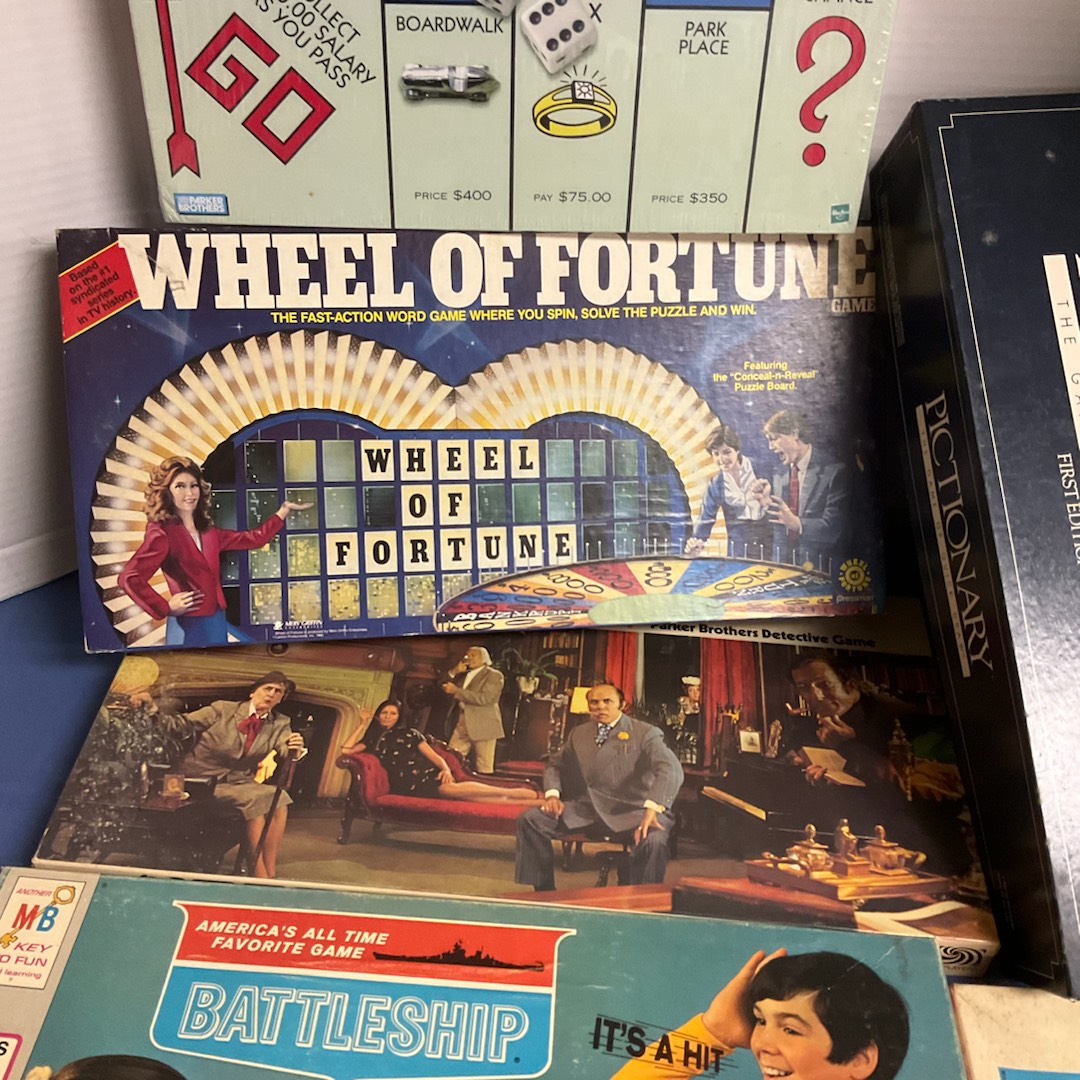 COLLECT
SALARY
AS YOU PASS
GO
BOARDWALK
PRICE $400
PAY $75.00
PARK
PLACE
PRICE $350
?
PARKER
BROTHERS
Based
on the #1
syndicated
series
in TV history.
WHEEL OF FORTUNE
GAME
THE FAST-ACTION WORD GAME WHERE YOU SPIN, SOLVE THE PUZZLE AND WIN.
Featuring
the "Conceal-n-Reveal"
Puzzle Board.
WHEEL
OF
FORTUNE
Pressman
Parker Brothers Detective Game
PICTIONARY
THE
FIRST EDITION
ANOTHER
MB
KEY
FUN
learning
AMERICA'S ALL TIME
FAVORITE GAME
BATTLESHIP
IT'S A HIT